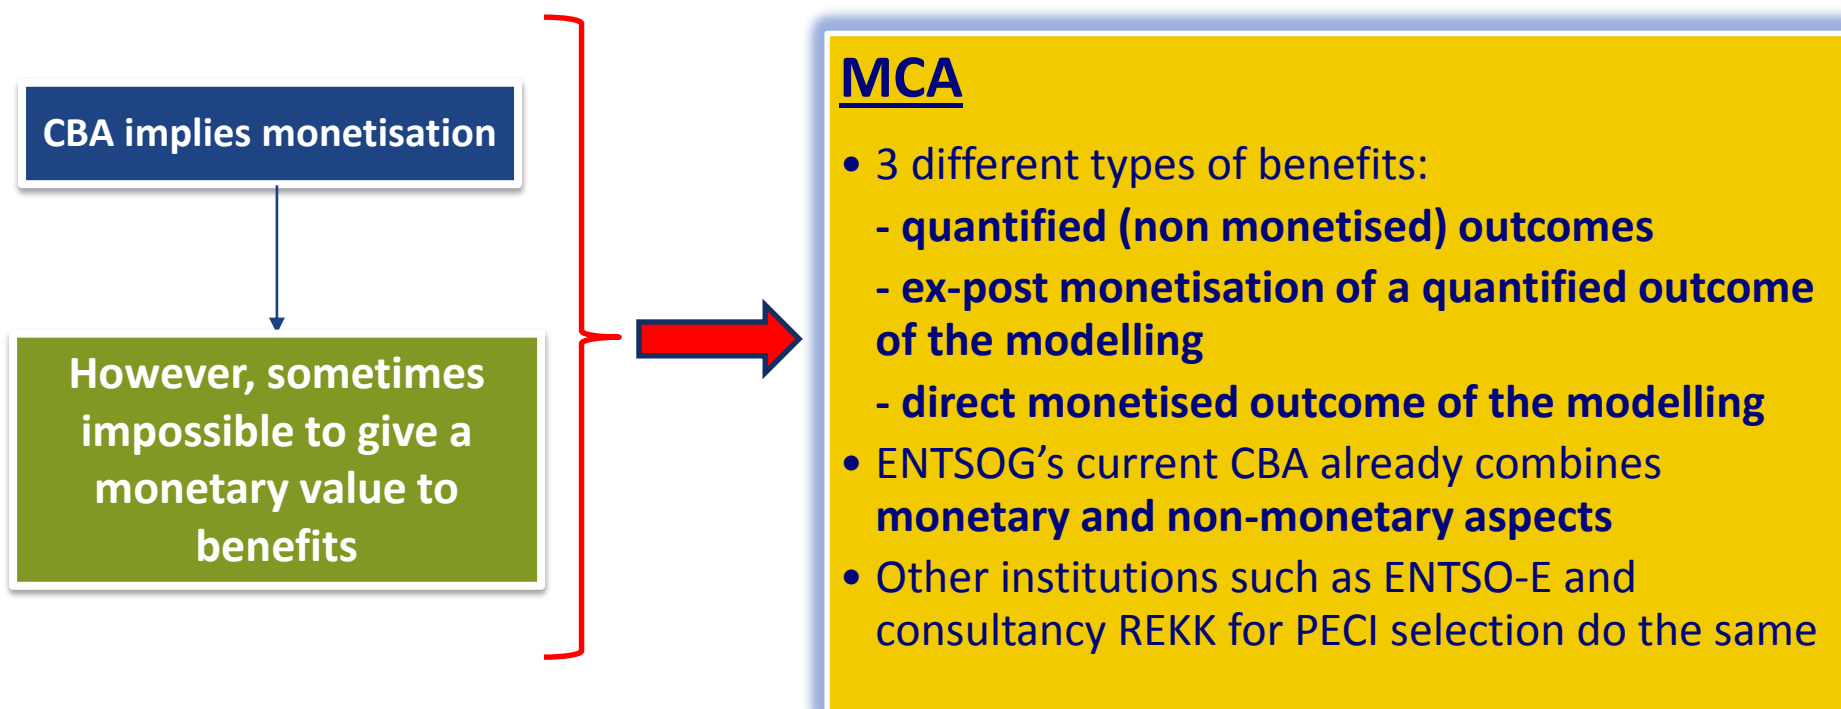 CBA implies monetisation
However, sometimes
impossible to give a
monetary value to
benefits
MCA
• 3 different types of benefits:
- quantified (non monetised) outcomes
- ex-post monetisation of a quantified outcome
of the modelling
- direct monetised outcome of the modelling
• ENTSOG’s current CBA already combines
monetary and non-monetary aspects
• Other institutions such as ENTSO-E and
consultancy REKK for PECI selection do the same